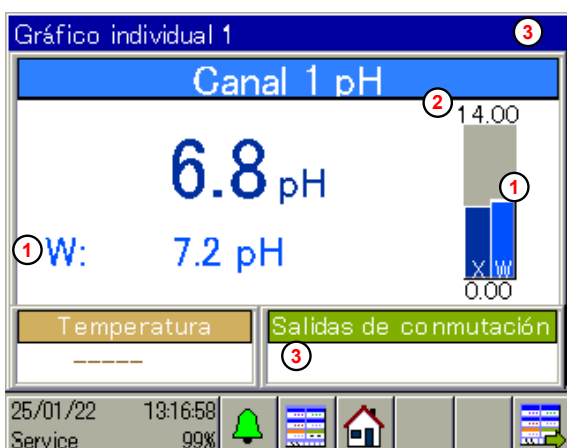 Gráfico individual 1 3
Canal 1 pH
2
14.00
6.8 pH
1
1 W: 7.2 pH
X W
0.00
Temperatura
-----
Salidas de conmutación
3
25/01/22 13:16:58
Service 99%